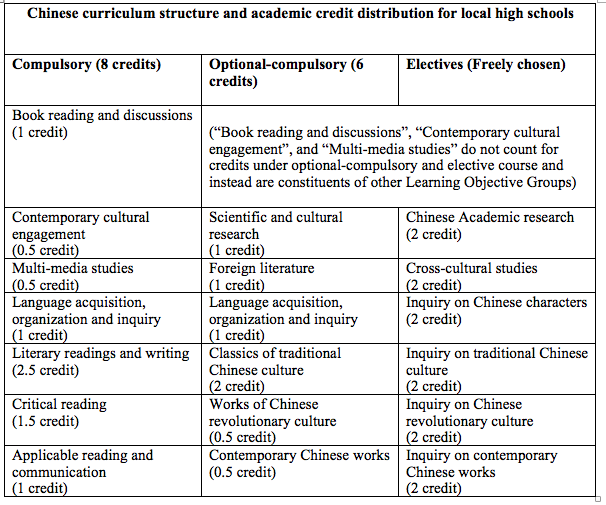 Chinese curriculum structure and academic credit distribution for local high schools
Compulsory (8 credits)
Optional-compulsory (6
credits)
Electives (Freely chosen)
Book reading and discussions
(1 credit)
(“Book reading and discussions”, “Contemporary cultural
engagement”, and “Multi-media studies” do not count for
credits under optional-compulsory and elective course and
instead are constituents of other Learning Objective Groups)
Contemporary cultural
engagement
(0.5 credit)
Scientific and cultural
research
(1 credit)
Chinese Academic research
(2 credit)
Multi-media studies
(0.5 credit)
Foreign literature
(1 credit)
Cross-cultural studies
(2 credit)
Language acquisition,
organization and inquiry
(1 credit)
Language acquisition,
organization and inquiry
(1 credit)
Inquiry on Chinese characters
(2 credit)
Literary readings and writing
(2.5 credit)
Classics of traditional
Chinese culture
(2 credit)
Inquiry on traditional Chinese
culture
(2 credit)
Critical reading
(1.5 credit)
Works of Chinese
revolutionary culture
(0.5 credit)
Inquiry on Chinese
revolutionary culture
(2 credit)
Applicable reading and
communication
(1 credit)
Contemporary Chinese works
(0.5 credit)
Inquiry on contemporary
Chinese works
(2 credit)